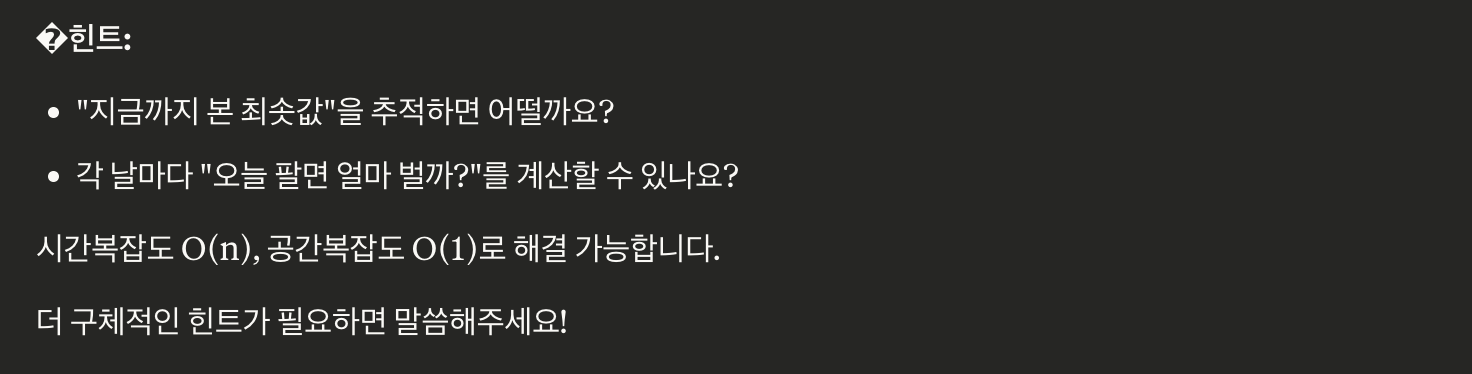 �힌트:
• "지금까지 본 최솟값"을 추적하면 어떨까요?
• 각 날마다 "오늘 팔면 얼마 벌까?"를 계산할 수 있나요?
시간복잡도 O(n), 공간복잡도 O(1)로 해결 가능합니다.
더 구체적인 힌트가 필요하면 말씀해주세요!